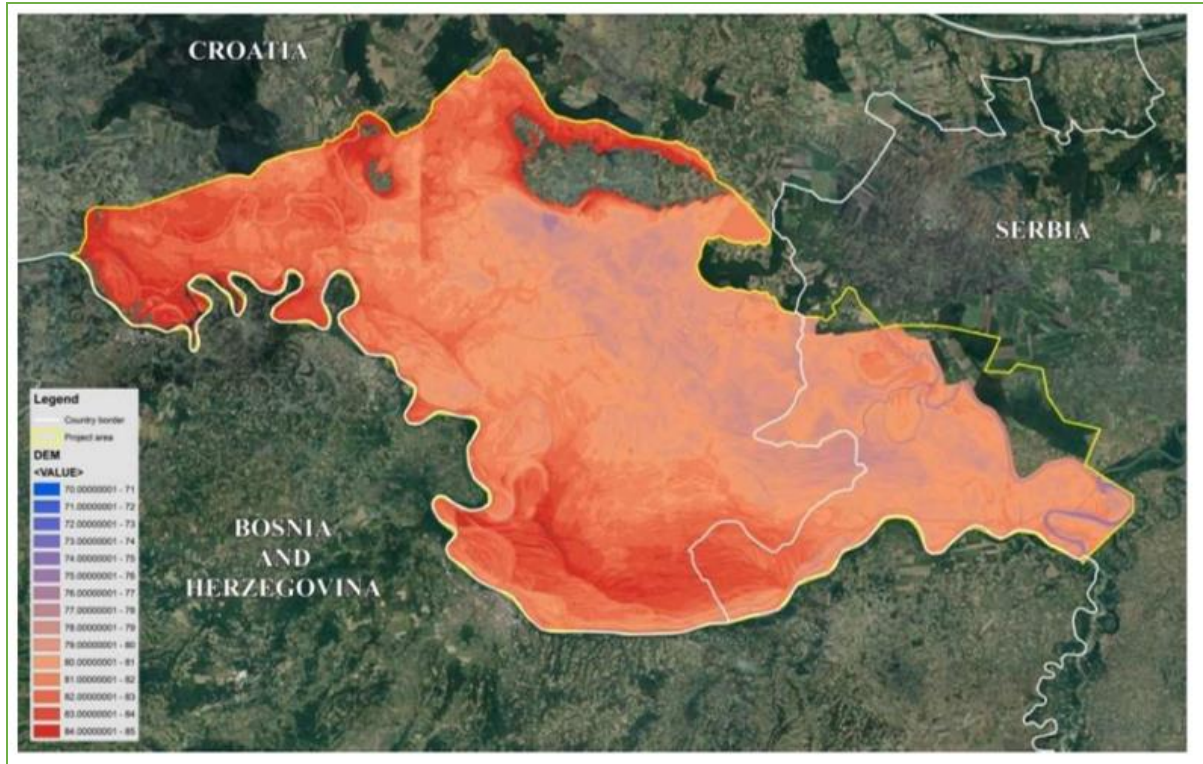 CROATIA
SERBIA
BOSNIA
AND
HERZEGOVINA
Legend
Country border
Project area
DEM
<VALUE>
70.00000001 - 71
71.00000001 - 72
72.00000001 - 73
73.00000001 - 74
74.00000001 - 75
75.00000001 - 76
76.00000001 - 77
77.00000001 - 78
78.00000001 - 79
79.00000001 - 80
80.00000001 - 81
81.00000001 - 82
82.00000001 - 83
83.00000001 - 84
84.00000001 - 85